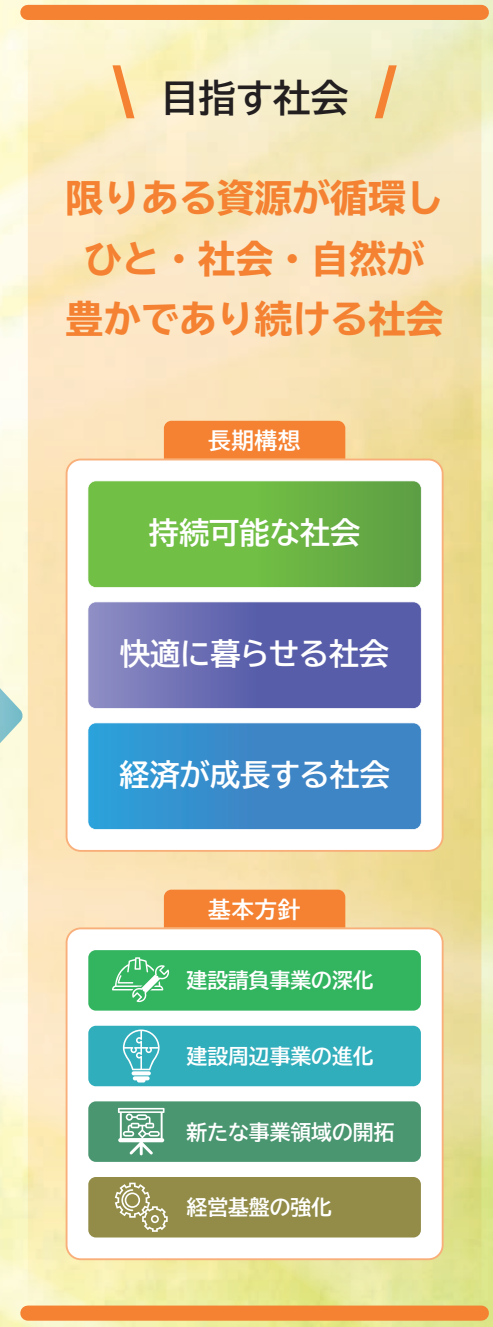 目指す社会
限りある資源が循環し
ひと・社会・自然が
豊かであり続ける社会
長期構想
持続可能な社会
快適に暮らせる社会
経済が成長する社会
基本方針
建設請負事業の深化
建設周辺事業の進化
新たな事業領域の開拓
経営基盤の強化